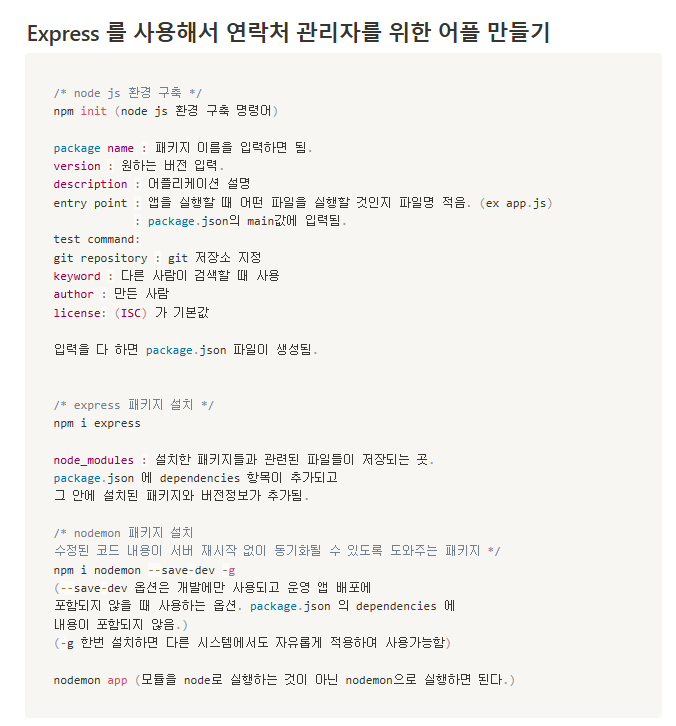 Express 를 사용해서 연락처 관리자를 위한 어플 만들기
/* node js 환경 구축 */
npm init (node js 환경 구축 명령어)
package name : 패키지 이름을 입력하면 됨.
version : 원하는 버전 입력.
description : 어플리케이션 설명
entry point : 앱을 실행할 때 어떤 파일을 실행할 것인지 파일명 적음. (ex app.js)
: package.json의 main값에 입력됨.
test command:
git repository : git 저장소 지정
keyword : 다른 사람이 검색할 때 사용
author : 만든 사람
license: (ISC) 가 기본값
입력을 다 하면 package.json 파일이 생성됨.
/* express 패키지 설치 */
npm i express
node_modules : 설치한 패키지들과 관련된 파일들이 저장되는 곳.
package.json 에 dependencies 항목이 추가되고
그 안에 설치된 패키지와 버전정보가 추가됨.
/* nodemon 패키지 설치
수정된 코드 내용이 서버 재시작 없이 동기화될 수 있도록 도와주는 패키지 */
npm i nodemon --save-dev -g
(--save-dev 옵션은 개발에만 사용되고 운영 앱 배포에
포함되지 않을 때 사용하는 옵션. package.json 의 dependencies 에
내용이 포함되지 않음.)
(-g 한번 설치하면 다른 시스템에서도 자유롭게 적용하여 사용가능함)
nodemon app (모듈을 node로 실행하는 것이 아닌 nodemon으로 실행하면 된다.)